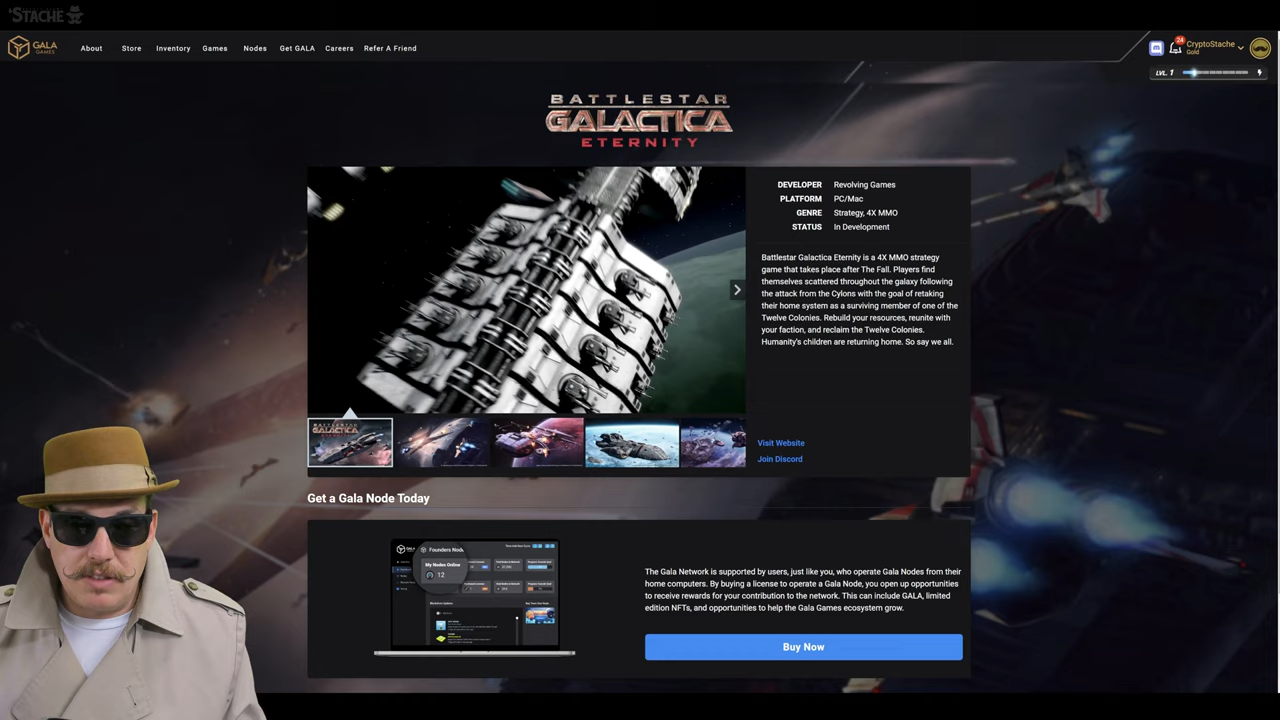 STACHE
GALA
GAMES
About
Store
Inventory
Games
Nodes
Get GALA
Careers
Refer A Friend
24
CryptoStache
Gold
LVL. 1
BATTLESTAR
GALACTICA
ETERNITY
DEVELOPER Revolving Games
PLATFORM PC/Mac
GENRE Strategy, 4X MMO
STATUS In Development
Battlestar Galactica Eternity is a 4X MMO strategy
game that takes place after The Fall. Players find
themselves scattered throughout the galaxy following
the attack from the Cylons with the goal of retaking
their home system as a surviving member of one of the
Twelve Colonies. Rebuild your resources, reunite with
your faction, and reclaim the Twelve Colonies.
Humanity's children are returning home. So say we all.
BATTLESTAR
GALACTICA
Visit Website
Join Discord
Get a Gala Node Today
Founders Node
My Nodes Online
12
The Gala Network is supported by users, just like you, who operate Gala Nodes from their
home computers. By buying a license to operate a Gala Node, you open up opportunities
to receive rewards for your contribution to the network. This can include GALA, limited
edition NFTs, and opportunities to help the Gala Games ecosystem grow.
Buy Now